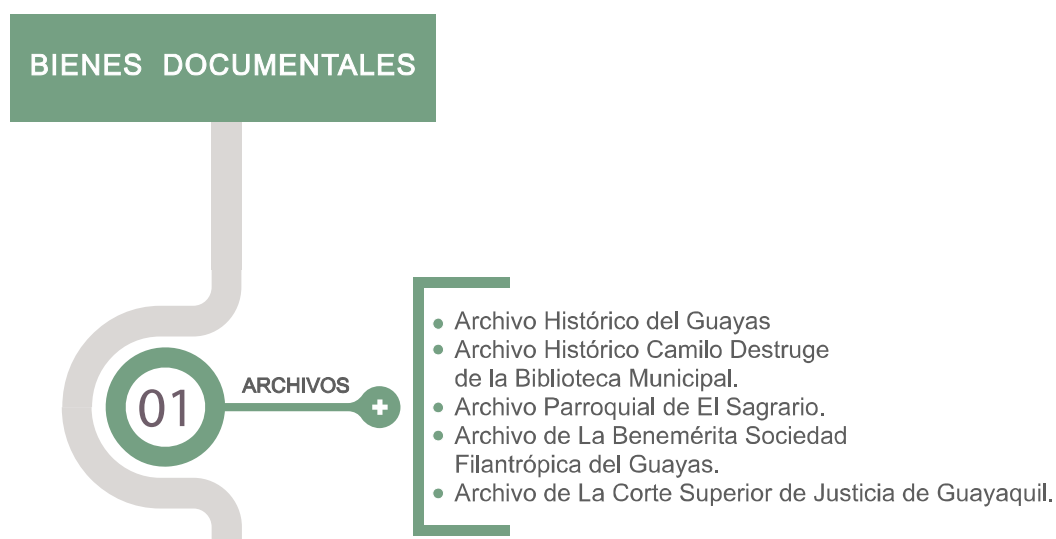 BIENES DOCUMENTALES
01
ARCHIVOS
Archivo Histórico del Guayas
Archivo Histórico Camilo Destruge
de la Biblioteca Municipal.
Archivo Parroquial de El Sagrario.
Archivo de La Benemérita Sociedad
Filantrópica del Guayas.
Archivo de La Corte Superior de Justicia de Guayaquil.